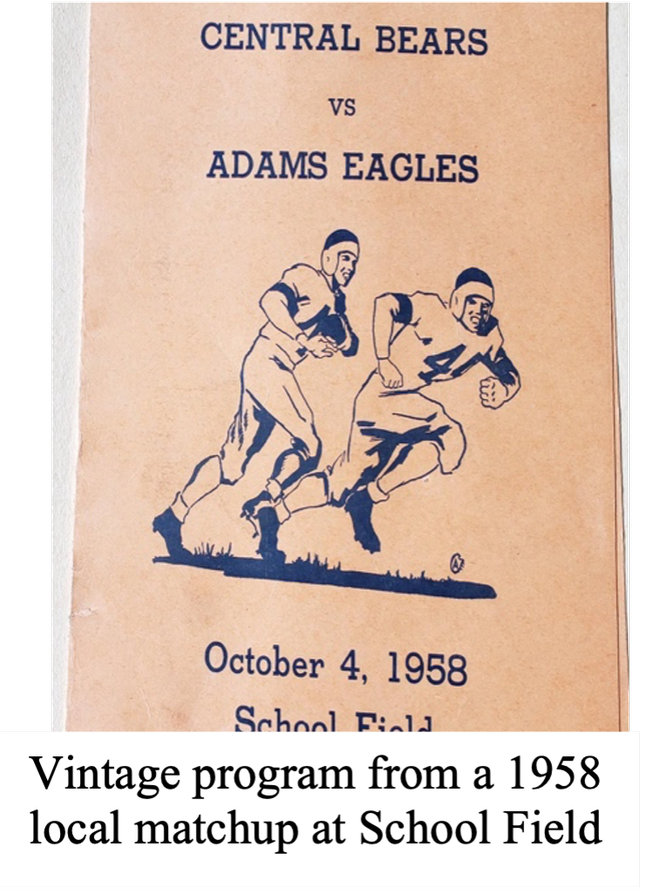 CENTRAL BEARS
VS
ADAMS EAGLES
4
October 4, 1958
School Field
Vintage program from a 1958
local matchup at School Field